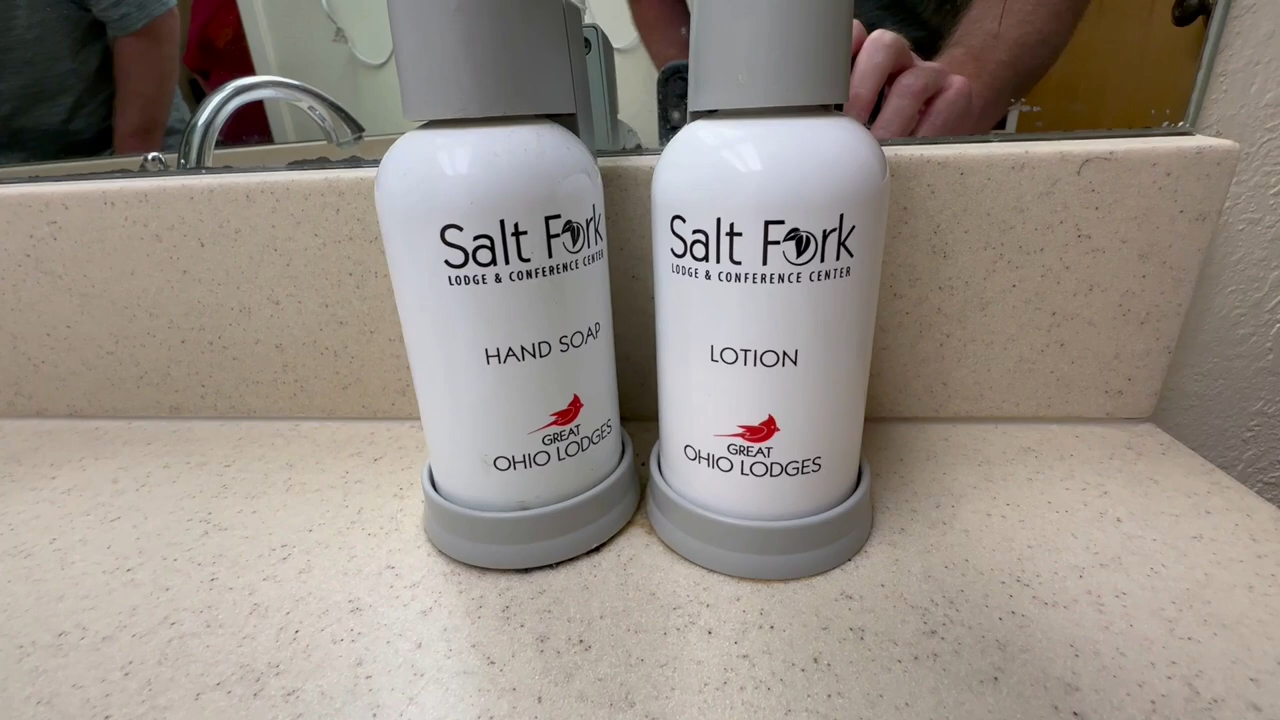 Salt Fork
LODGE & CONFERENCE CENTER
HAND SOAP
GREAT
OHIO LODGES
Salt Fork
LODGE & CONFERENCE CENTER
LOTION
GREAT
OHIO LODGES